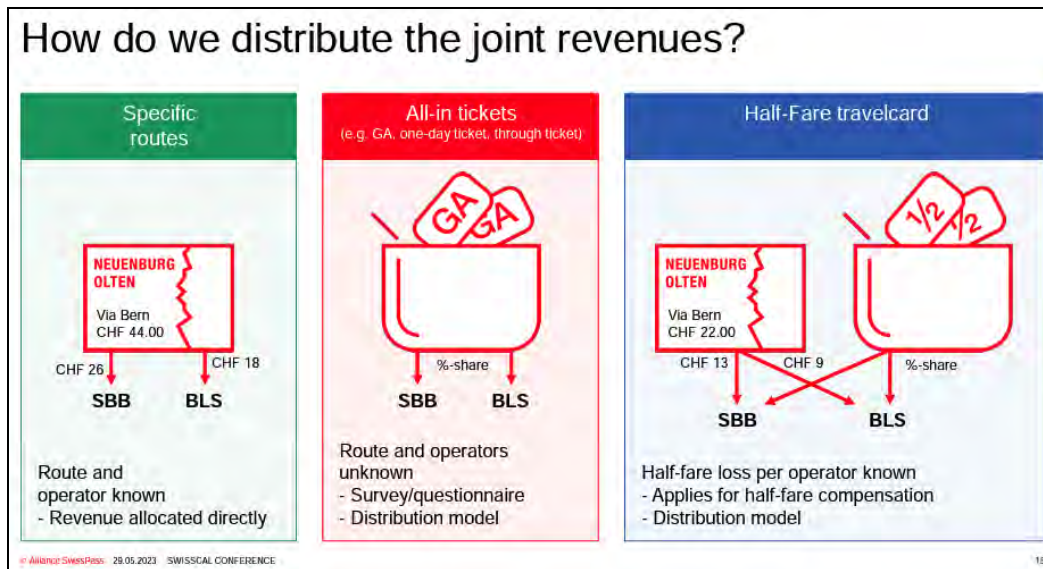 How do we distribute the joint revenues?
Specific
routes
NEUENBURG
OLTEN
Via Bern
CHF 44.00
CHF 26
CHF 18
SBB
BLS
Route and
operator known
- Revenue allocated directly
All-in tickets
(e.g. GA, one-day ticket, through ticket)
GA
GA
%-share
SBB
BLS
Route and operators
unknown
- Survey/questionnaire
- Distribution model
Half-Fare travelcard
1/2
1/2
NEUENBURG
OLTEN
Via Bern
CHF 22.00
CHF 13
CHF 9
%-share
SBB
BLS
Half-fare loss per operator known
- Applies for half-fare compensation
- Distribution model
© Alliance SwissPass 29.05.2023 SWISSCAL CONFERENCE